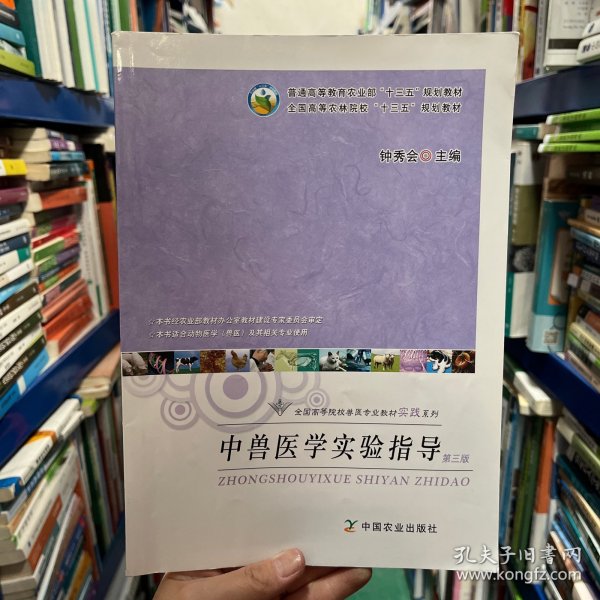 普通高等教育农业部“十三五”规划教材
全国高等农林院校“十三五”规划教材
钟秀会 主编
◇本书经农业部教材办公室教材建设专家委员会审定
◇本书适合动物医学（兽医）及其相关专业使用
全国高等院校兽医专业教材实践系列
中兽医学实验指导 第三版
ZHONGSHOUYIXUE SHIYAN ZHIDAO
中国农业出版社
孔夫子旧书网
www.kongfz.com